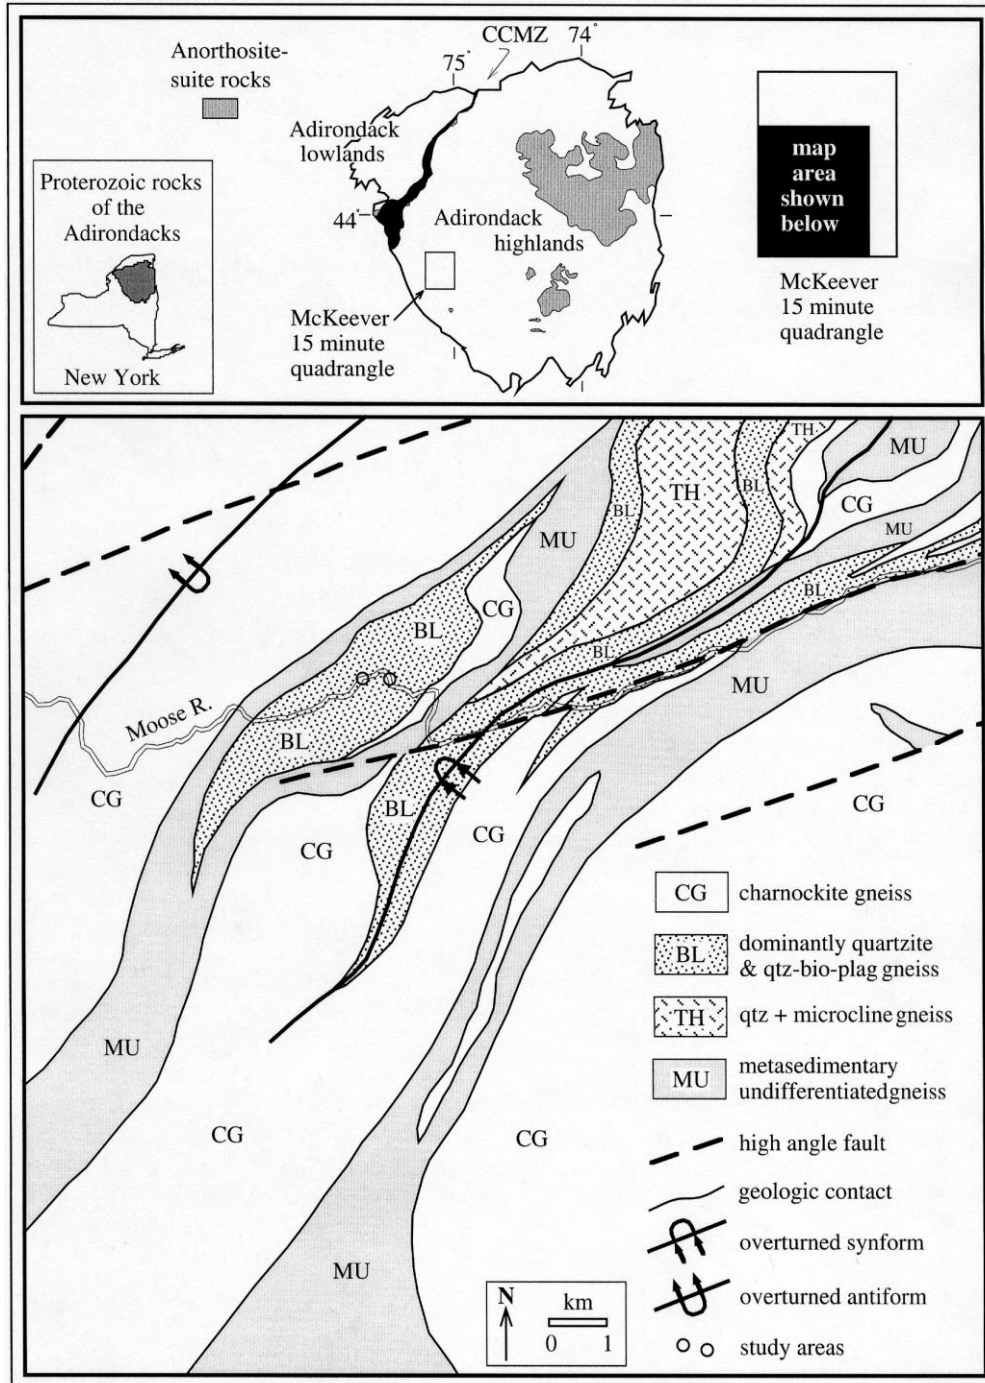 Anorthosite-
suite rocks
75°
CCMZ
74°
Adirondack
lowlands
44°
Adirondack
highlands
McKeever
15 minute
quadrangle
Proterozoic rocks
of the
Adirondacks
New York
map
area
shown
below
McKeever
15 minute
quadrangle
TH
MU
BL
TH
BL
CG
MU
MU
CG
BL
BL
BL
MU
Moose R.
BL
CG
BL
CG
CG
CG
MU
CG
CG
MU
CG charnockite gneiss
BL dominantly quartzite
& qtz-bio-plag gneiss
TH qtz + microcline gneiss
MU metasedimentary
undifferentiated gneiss
high angle fault
geologic contact
overturned synform
overturned antiform
study areas
N
km
0 1